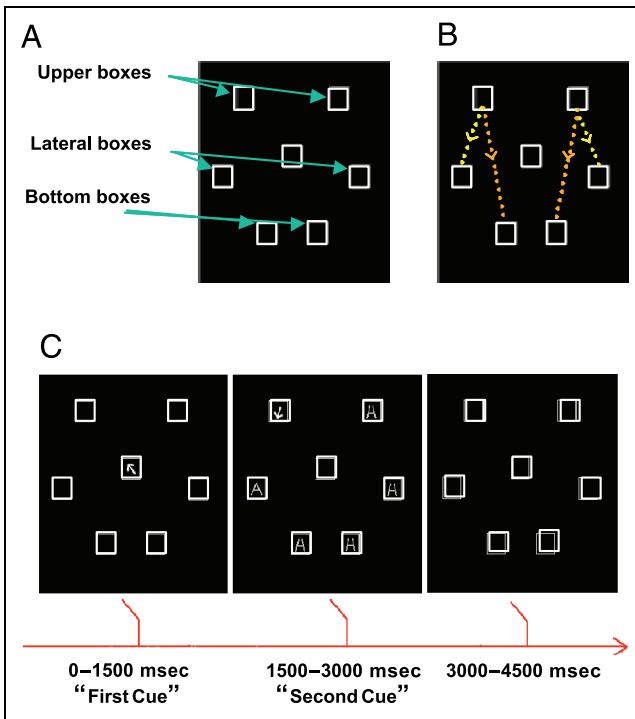 A
B
Upper boxes
Lateral boxes
Bottom boxes
C
A
A A
A A
0–1500 msec
1500–3000 msec
3000–4500 msec
“First Cue”
“Second Cue”